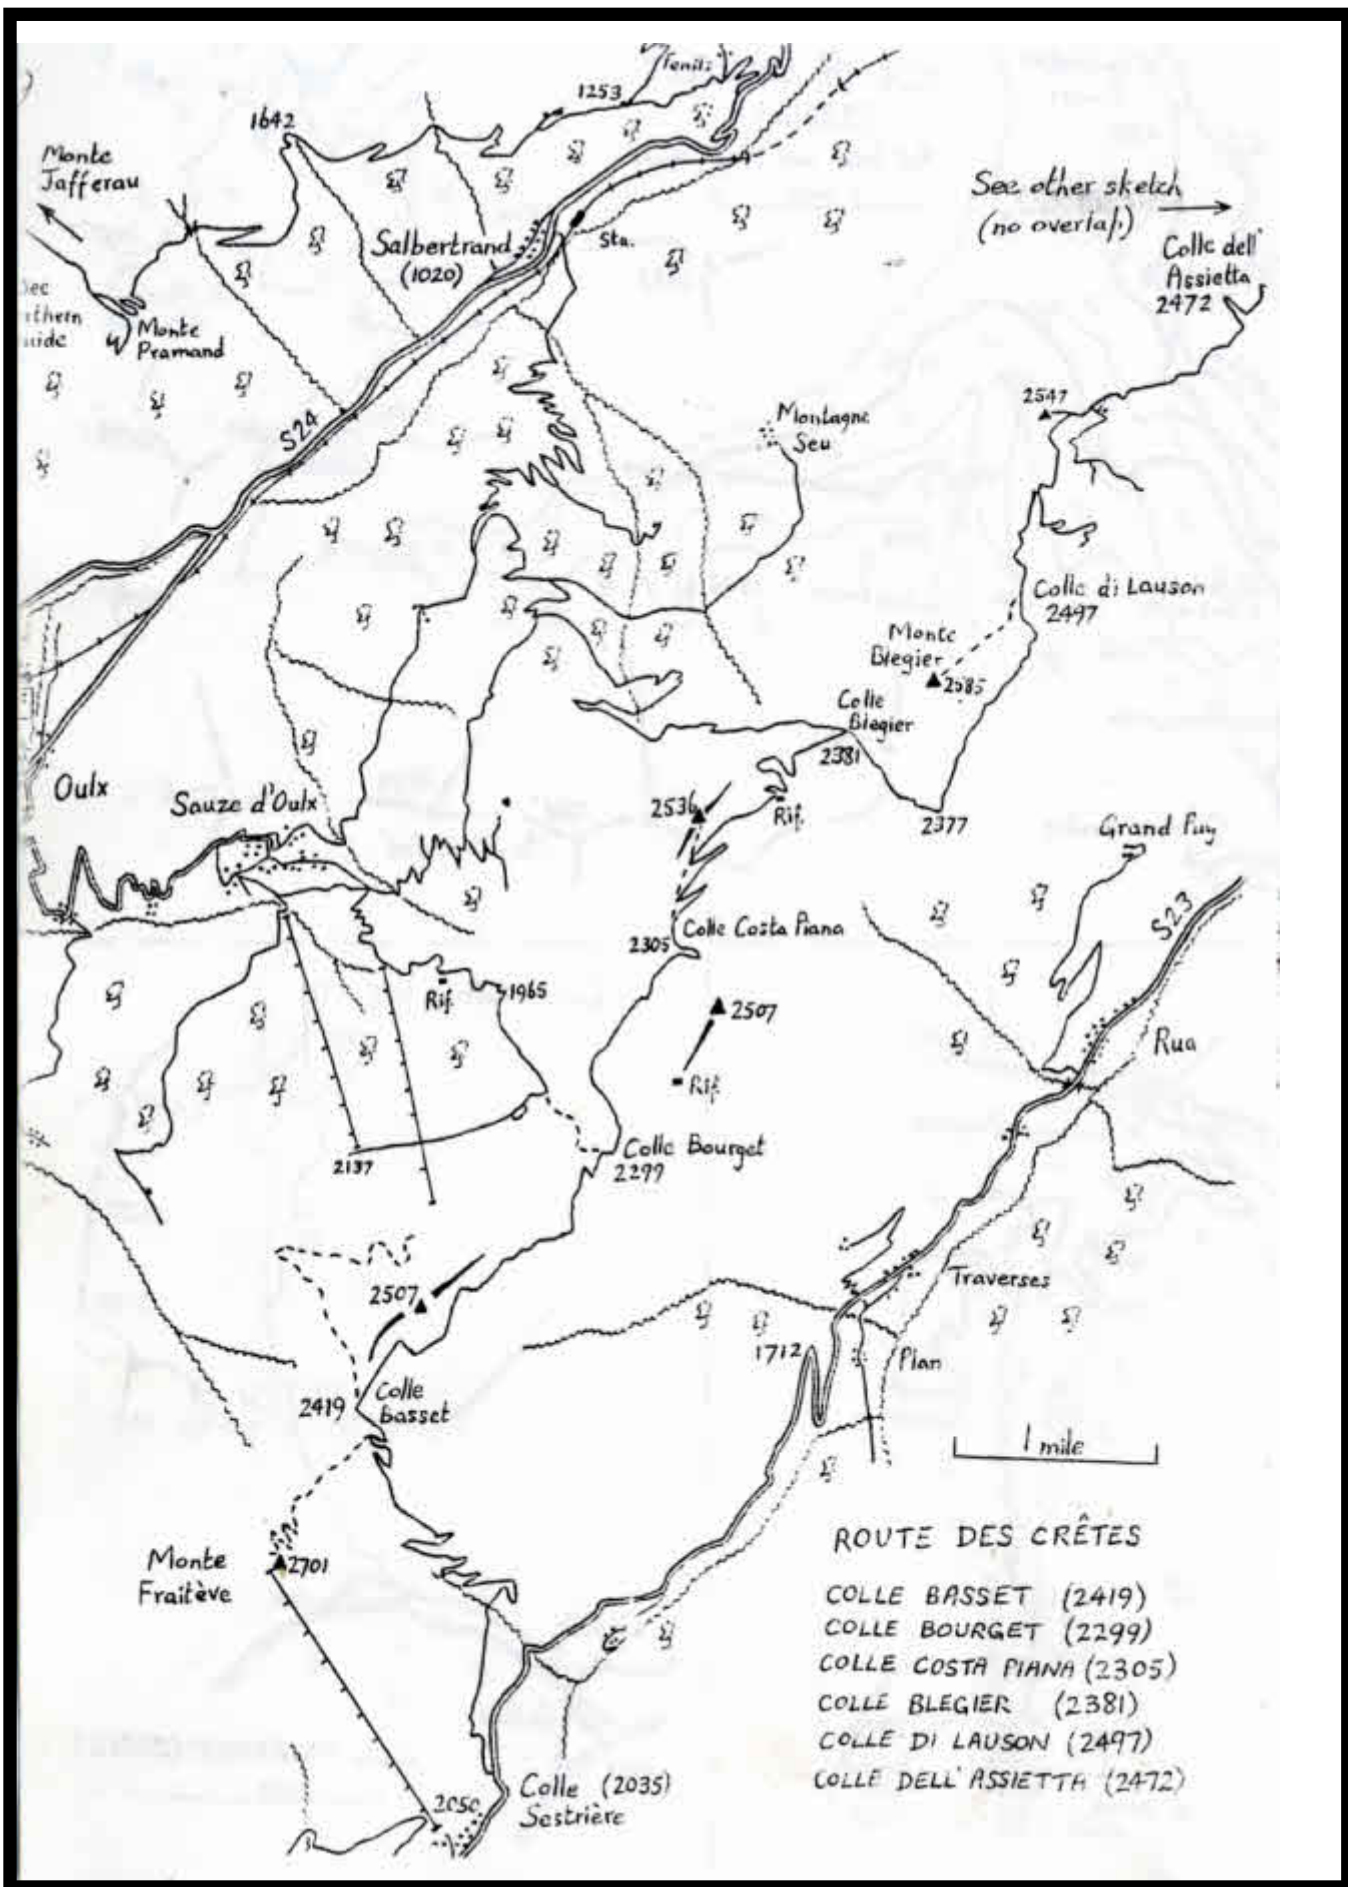 Fenils
1253
1642
Monte
Jafferau
See other sketch
(no overlap)
Colle dell'
Assietta
2472
Salbertrand
(1020)
Sta.
Monte
Pramand
2547
S24
Montagne
Seu
Colle di Lauson
2497
Monte
Blegier
2585
Colle
Blegier
2381
Oulx
Sauze d'Oulx
2536
Rif.
2377
Grand Puy
S23
Colle Costa Piana
2305
Rif.
1965
2507
Rua
Rif.
Colle Bourget
2299
2137
2507
Traverses
1712
Plan
Colle
Basset
2419
1 mile
Monte
Fraitève
2701
ROUTE DES CRÊTES
COLLE BASSET (2419)
COLLE BOURGET (2299)
COLLE COSTA PIANA (2305)
COLLE BLEGIER (2381)
COLLE DI LAUSON (2497)
COLLE DELL'ASSIETTA (2472)
2050
Colle (2035)
Sestrière